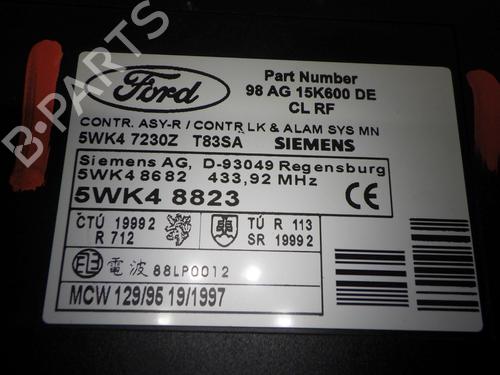 B-PARTS
Ford
Part Number
98 AG 15K600 DE
CL RF
CONTR. ASY-R / CONTR LK & ALAM SYS MN
5WK4 7230Z T83SA SIEMENS
Siemens AG, D-93049 Regensburg
5WK4 8682 433,92 MHz
5WK4 8823
CE
ČTÚ 19992
R 712
TÚ R 113
SR 19992
電波 88LP0012
MCW 129/95 19/1997